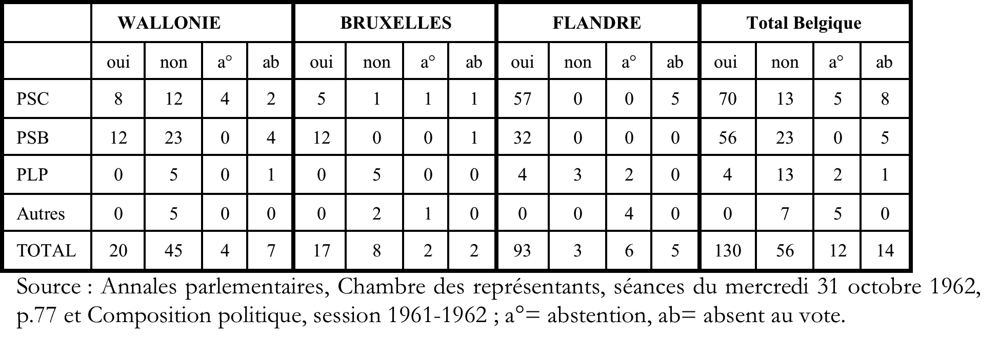 WALLONIE BRUXELLES FLANDRE Total Belgique
oui non a° ab oui non a° ab oui non a° ab oui non a° ab
PSC 8 12 4 2 5 1 1 1 57 0 0 5 70 13 5 8
PSB 12 23 0 4 12 0 0 1 32 0 0 0 56 23 0 5
PLP 0 5 0 1 0 5 0 0 4 3 2 0 4 13 2 1
Autres 0 5 0 0 0 2 1 0 0 0 4 0 0 7 5 0
TOTAL 20 45 4 7 17 8 2 2 93 3 6 5 130 56 12 14
Source : Annales parlementaires, Chambre des représentants, séances du mercredi 31 octobre 1962,
p.77 et Composition politique, session 1961-1962 ; a°= abstention, ab= absent au vote.